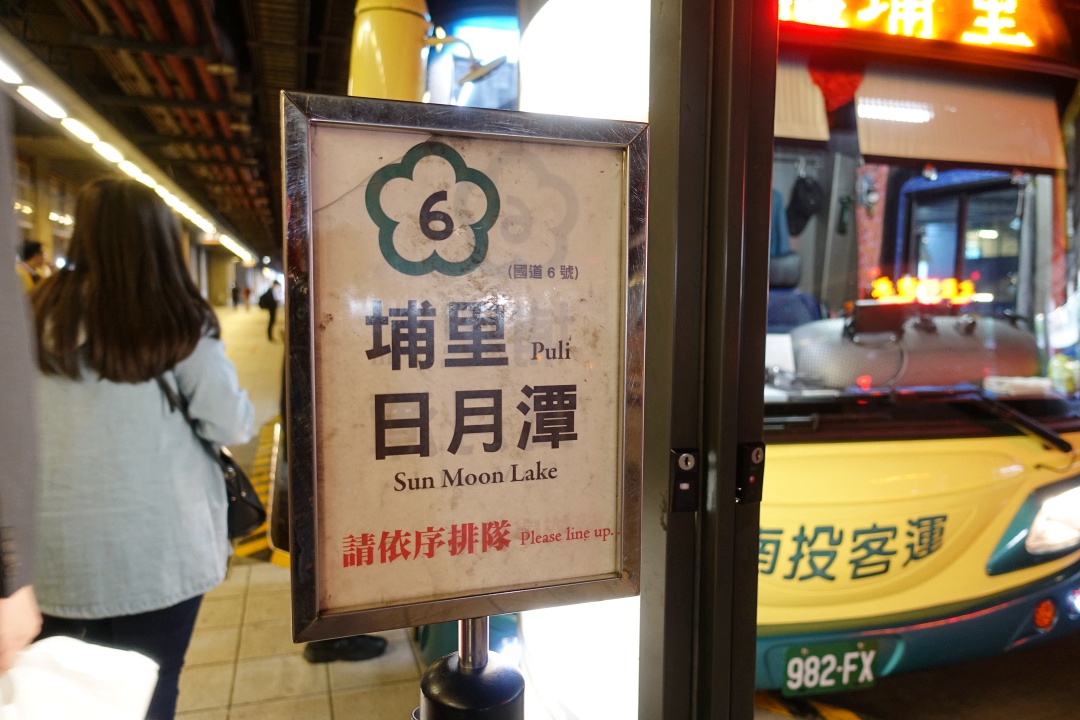 埔里
6
(國道 6 號)
埔里 Puli
日月潭
Sun Moon Lake
請依序排隊 Please line up.
南投客運
982-FX